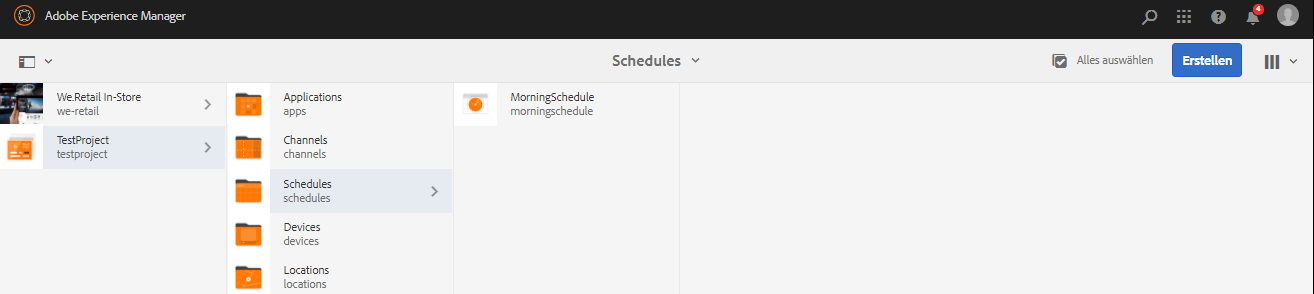 Adobe Experience Manager
4
Schedules
Alles auswählen
Erstellen
We.Retail In-Store
we-retail
TestProject
testproject
Applications
apps
Channels
channels
Schedules
schedules
Devices
devices
Locations
locations
MorningSchedule
morningschedule